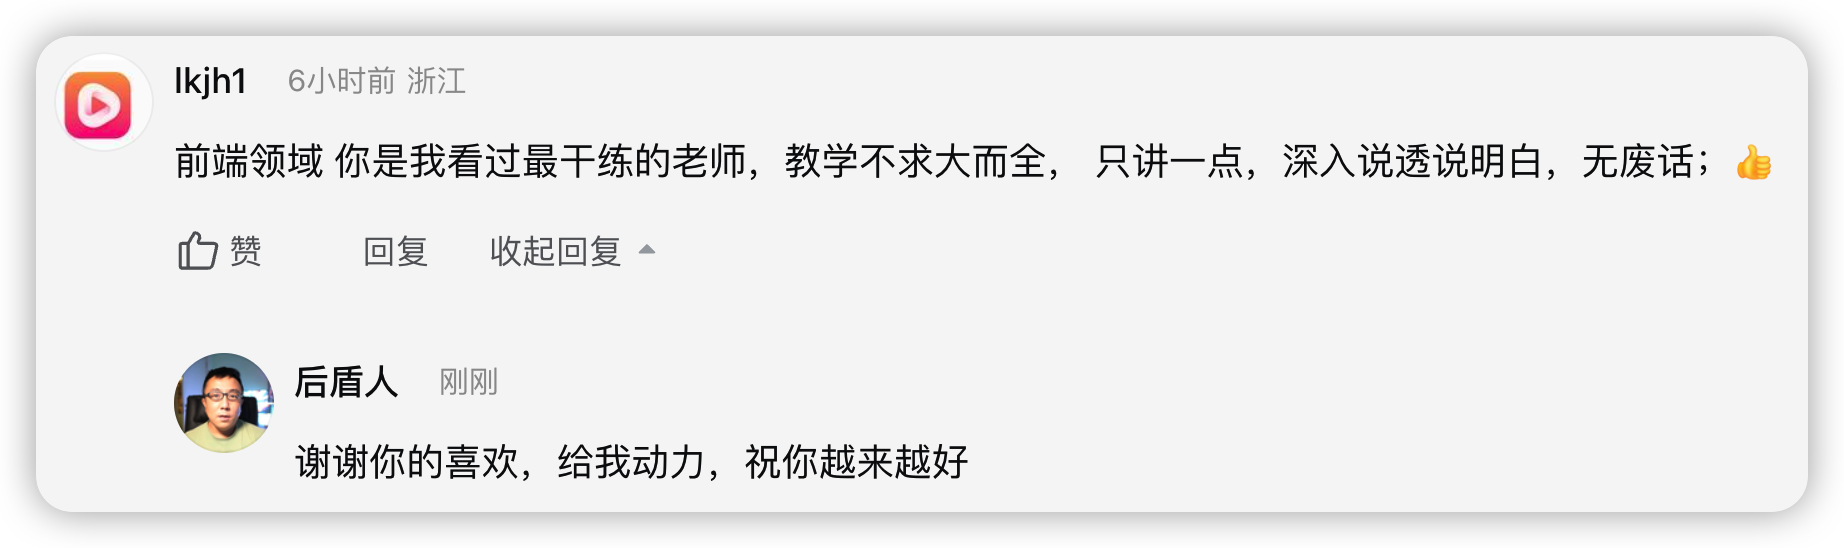 lkjh1 6小时前 浙江
前端领域 你是我看过最干练的老师，教学不求大而全， 只讲一点，深入说透说明白，无废话；👍
赞 回复 收起回复
后盾人 刚刚
谢谢你的喜欢，给我动力，祝你越来越好